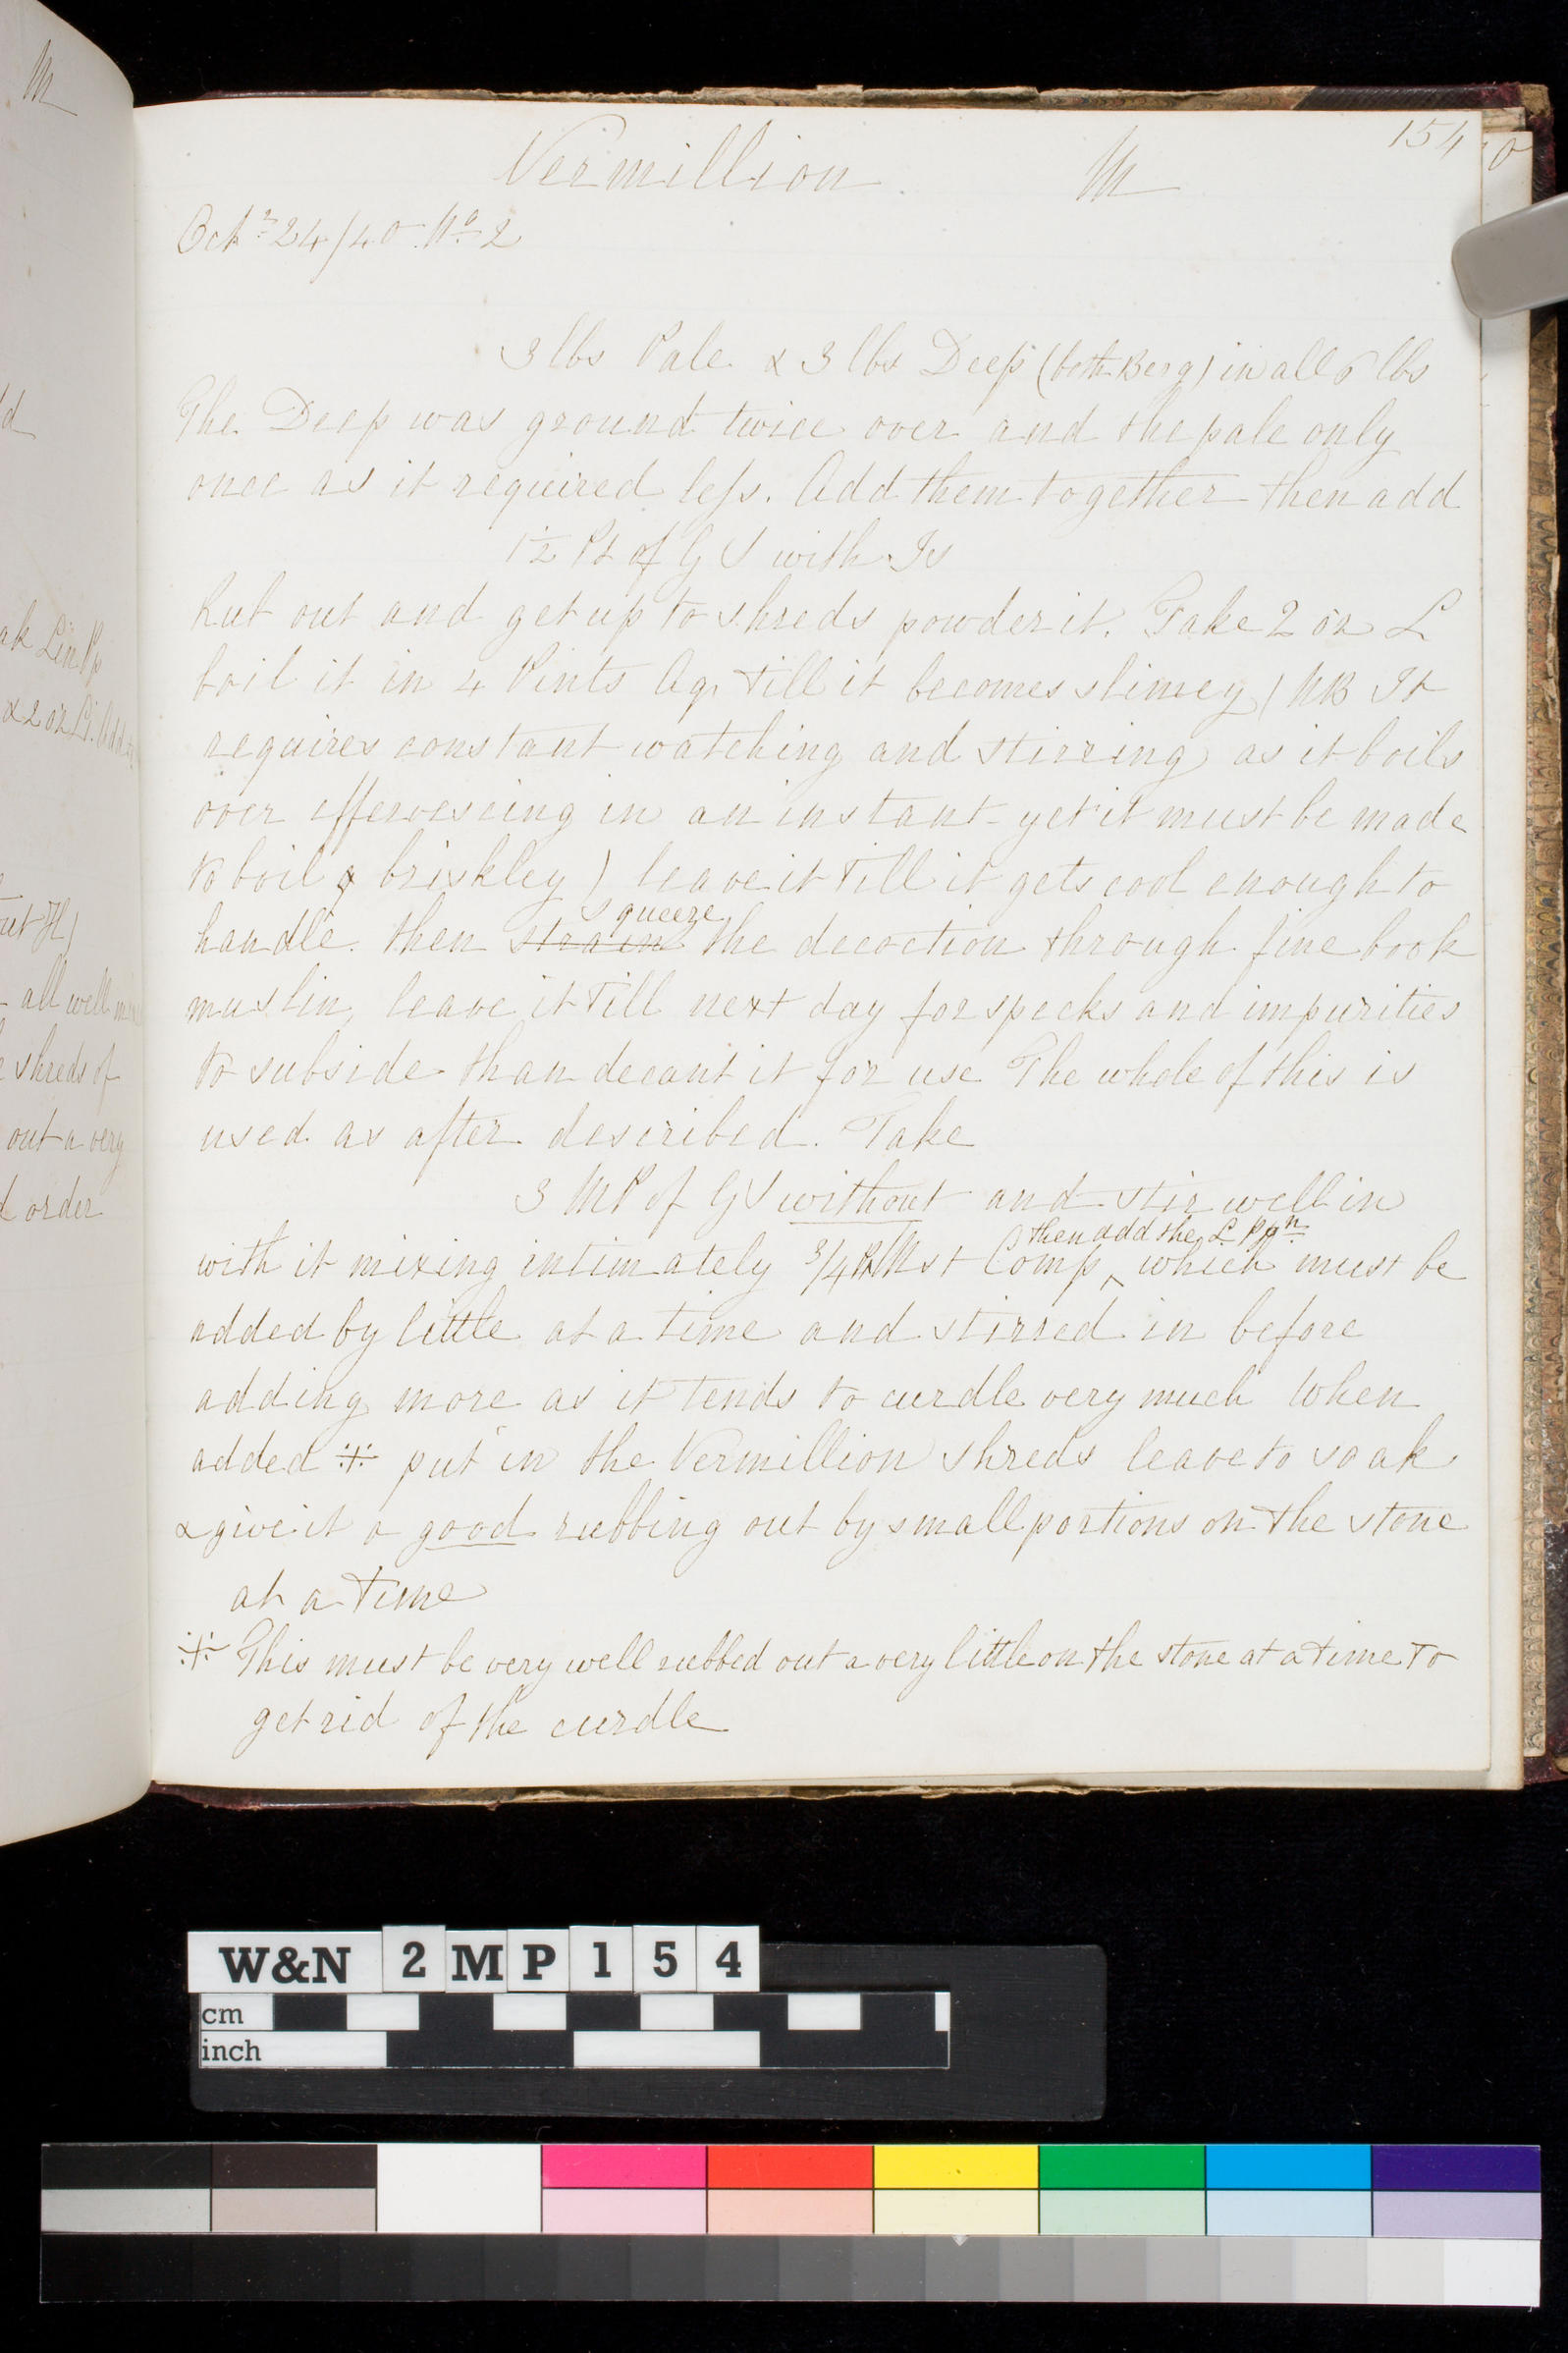 M
154
Vermillion. M
Octr 24/40 No 2
3 lbs Pale & 3 lbs Deep (both Berg) in all 6 lbs
The Deep was ground twice over and the pale only
once as it required less. Add them together then add
1½ Pt of GS with Is
Rub out and get up to shreds powder it. Take 2 oz L
boil it in 4 Pints Aq, till it becomes slimey (NB It
requires constant watching and stirring as it boils
over effervescing in an instant - yet it must be made
to boil briskley) leave it till it gets cool enough to
handle. then strain squeeze the decoction through fine book
muslin, leave it till next day for specks and impurities
to subside than decant it for use The whole of this is
used as after described. Take
3 MP of GS without and stir well in
with it mixing intimately 3/4 Mst Comp ^ then add the L Ppn which must be
added by little at a time and stirred in before
adding more as it tends to curdle very much When
added ※ put in the Vermillion shreds leave to soak
& give it a good rubbing out by small portions on the stone
at a time
※ This must be very well rubbed out a very little on the stone at a time to
get rid of the curdle
d
ak Lin Pp
& 2 oz
out H)
all well
shreds of
out a very
order
W&N 2 M P 1 5 4
cm
inch